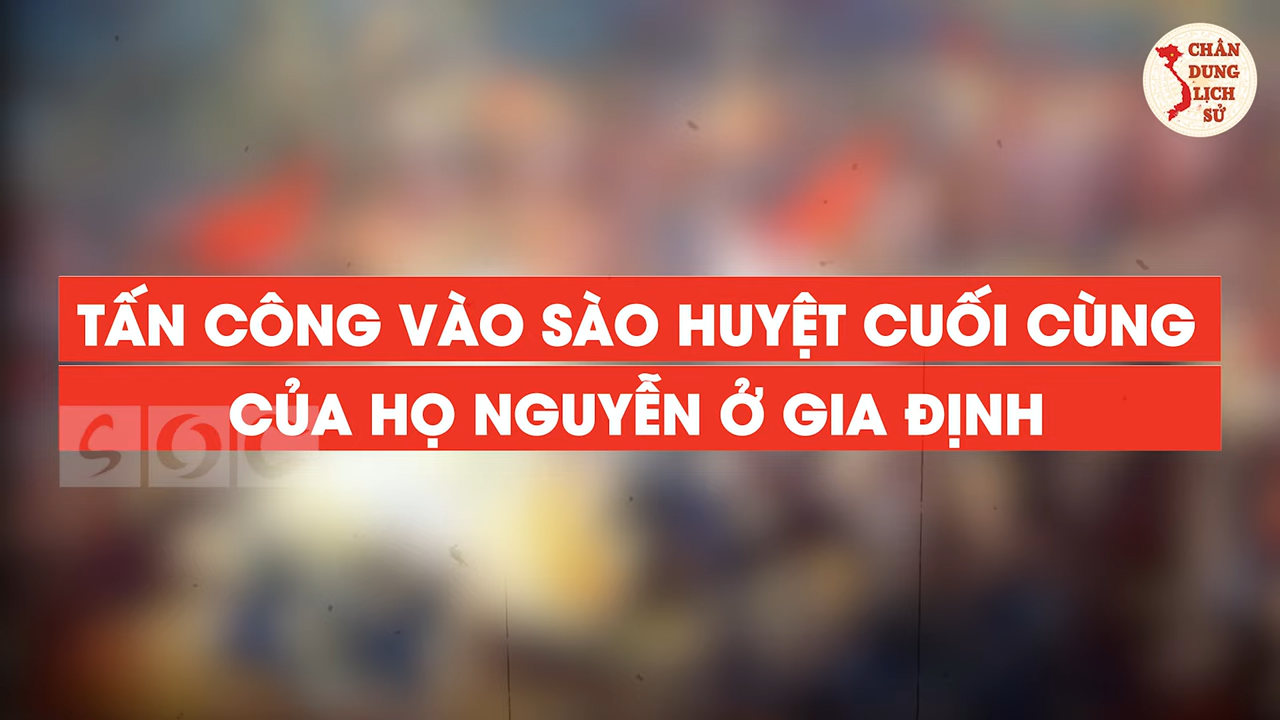 CHÂN
DUNG
LỊCH
SỬ
TẤN CÔNG VÀO SÀO HUYỆT CUỐI CÙNG
CỦA HỌ NGUYỄN Ở GIA ĐỊNH